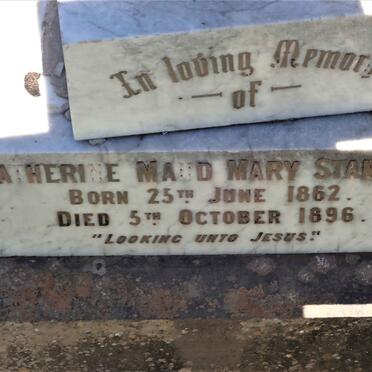 In loving Memory
— of —
ATHERINE MAUD MARY STAN
BORN 25TH JUNE 1862.
DIED 5TH OCTOBER 1896.
"LOOKING UNTO JESUS."